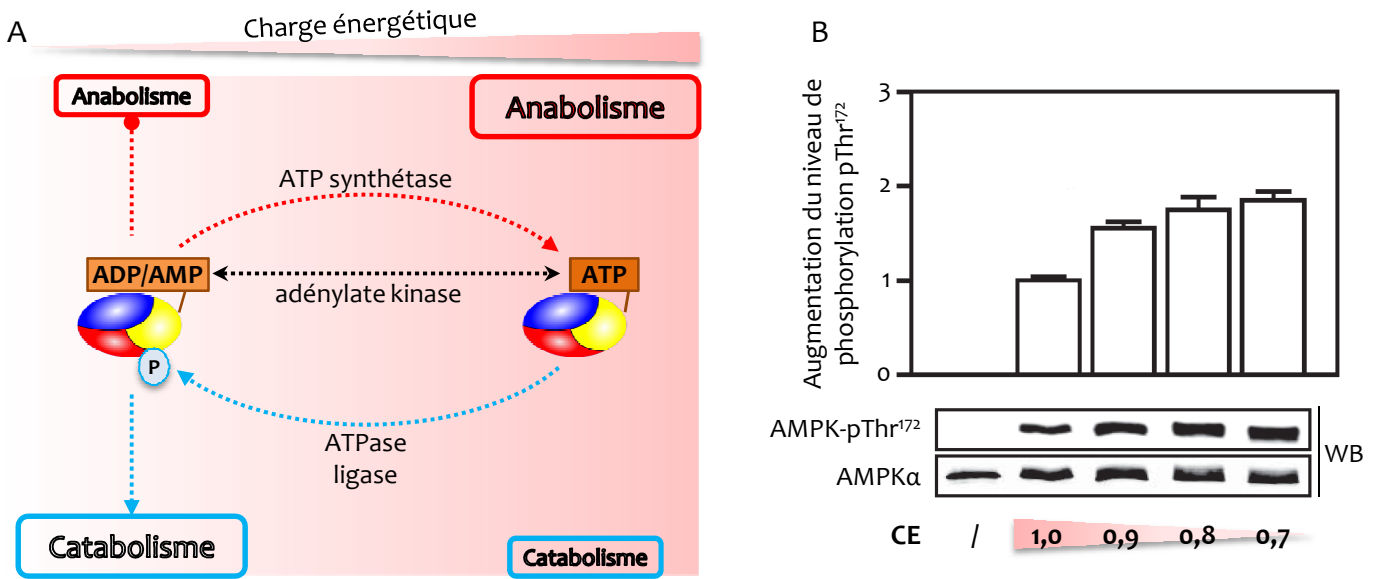 A
Charge énergétique
Anabolisme
Anabolisme
ATP synthétase
ADP/AMP
ATP
adénylate kinase
P
ATPase
ligase
Catabolisme
Catabolisme
B
Augmentation du niveau de
phosphorylation pThr¹⁷²
3
2
1
0
AMPK-pThr¹⁷²
AMPKα
WB
CE / 1,0 0,9 0,8 0,7